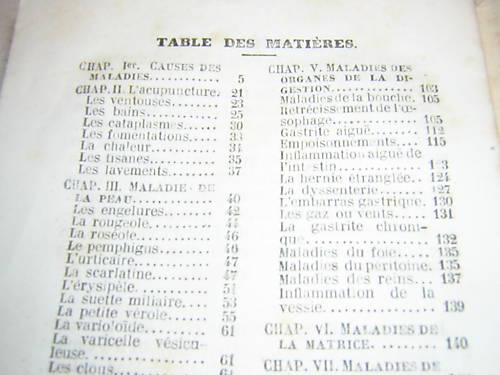 TABLE DES MATIÈRES.
CHAP. Ier. CAUSES DES
MALADIES............ 5
CHAP. II. L'acupuncture. 21
Les ventouses....... 23
Les bains........... 25
Les cataplasmes..... 30
Les fomentations.... 33
La chaleur.......... 34
Les tisanes......... 35
Les lavements....... 37
CHAP. III. MALADIE DE
LA PEAU............. 40
Les engelures....... 42
La rougeole......... 44
La roséole.......... 46
Le pemphigus........ 46
L'urticaire......... 47
La scarlatine....... 47
L'érysipèle......... 51
La suette miliaire.. 53
La petite vérole.... 55
La varioloïde....... 61
La varicelle vésicu-
leuse............... 61
Les clous
CHAP. V. MALADIES DES
ORGANES DE LA DI-
GESTION............. 103
Maladies de la bouche. 105
Rétrécissement de l'œ-
sophage............. 105
Gastrite aiguë...... 112
Empoisonnements..... 115
Inflammation aiguë de
l'intestin.......... 123
La hernie étranglée. 124
La dyssenterie...... 127
L'embarras gastrique. 130
Les gaz ou vents.... 131
La gastrite chroni-
que................. 132
Maladies du foie.... 135
Maladies du péritoine. 135
Maladies des reins.. 137
Inflammation de la
vessie.............. 139
CHAP. VI. MALADIES DE
LA MATRICE.......... 140
CHAP. VII. MALADIES DE